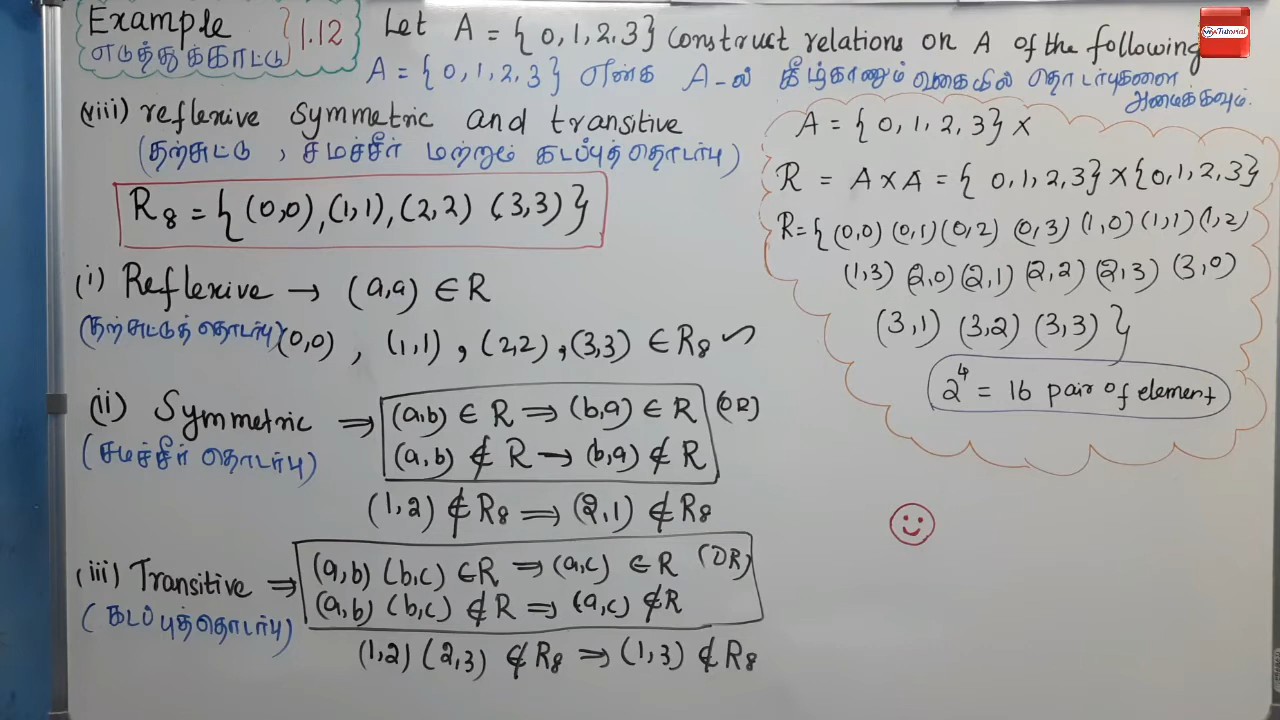 Example } 1.12
எடுத்துக்காட்டு
Let A = { 0, 1, 2, 3 } construct relations on A of the following
A = { 0, 1, 2, 3 } என்க A-ல் கீழ்காணும் வகையில் தொடர்புகளை
அமைக்கவும்.
(viii) reflexive symmetric and transitive
(தற்சுட்டு , சமச்சீர் மற்றும் கடப்புத் தொடர்பு)
R8 = { (0,0), (1,1), (2,2) (3,3) }
(i) Reflexive → (a,a) ∈ R
(தற்சுட்டுத் தொடர்பு) (0,0) , (1,1) , (2,2) , (3,3) ∈ R8
(ii) Symmetric ⇒ (a,b) ∈ R ⇒ (b,a) ∈ R (OR)
(சமச்சீர் தொடர்பு) (a,b) ∉ R → (b,a) ∉ R
(1,2) ∉ R8 ⇒ (2,1) ∉ R8
(iii) Transitive ⇒ (a,b) (b,c) ∈ R ⇒ (a,c) ∈ R (OR)
(கடப்புத்தொடர்பு) (a,b) (b,c) ∉ R ⇒ (a,c) ∉ R
(1,2) (2,3) ∉ R8 ⇒ (1,3) ∉ R8
A = { 0, 1, 2, 3 } ×
R = A × A = { 0, 1, 2, 3 } × { 0, 1, 2, 3 }
R = { (0,0) (0,1) (0,2) (0,3) (1,0) (1,1) (1,2)
(1,3) (2,0) (2,1) (2,2) (2,3) (3,0)
(3,1) (3,2) (3,3) }
2^4 = 16 pair of element